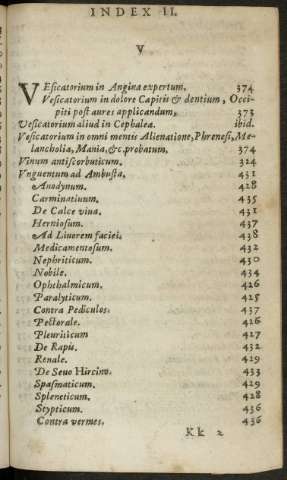 INDEX II.
V
VEsicatorium in Angina expertum. 374
Vesicatorium in dolore Capitis & dentium, Occi-
piti post aures applicandum, 373
Vesicatorium aliud in Cephalea. ibid.
Vesicatorium in omni mentis Alienatione, Phrenesi, Me-
lancholia, Mania, &c. probatum. 374
Vinum antiscorbuticum. 324
Vnguentum ad Ambusta. 431
Anodynum. 428
Carminatiuum. 435
De Calce viua. 431
Herniosum. 437
Ad Liuorem faciei. 438
Medicamentosum. 432
Nephriticum. 430
Nobile. 434
Ophthalmicum. 426
Paralyticum. 425
Contra Pediculos. 437
Pectorale. 426
Pleuriticum 427
De Rapis. 432
Renale. 429
De Seuo Hircino. 433
Spasmaticum. 429
Spleneticum. 428
Stypticum. 436
Contra vermes. 436
Kk 2